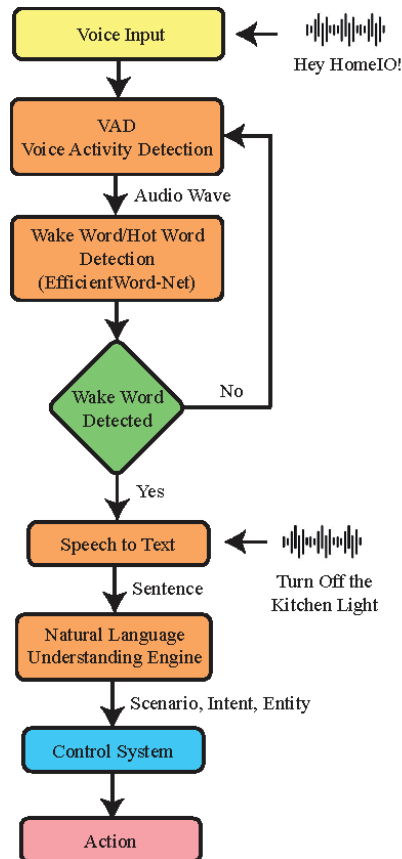 Voice Input
Hey HomeIO!
VAD
Voice Activity Detection
Audio Wave
Wake Word/Hot Word
Detection
(EfficientWord-Net)
No
Wake Word
Detected
Yes
Speech to Text
Turn Off the
Kitchen Light
Sentence
Natural Language
Understanding Engine
Scenario, Intent, Entity
Control System
Action